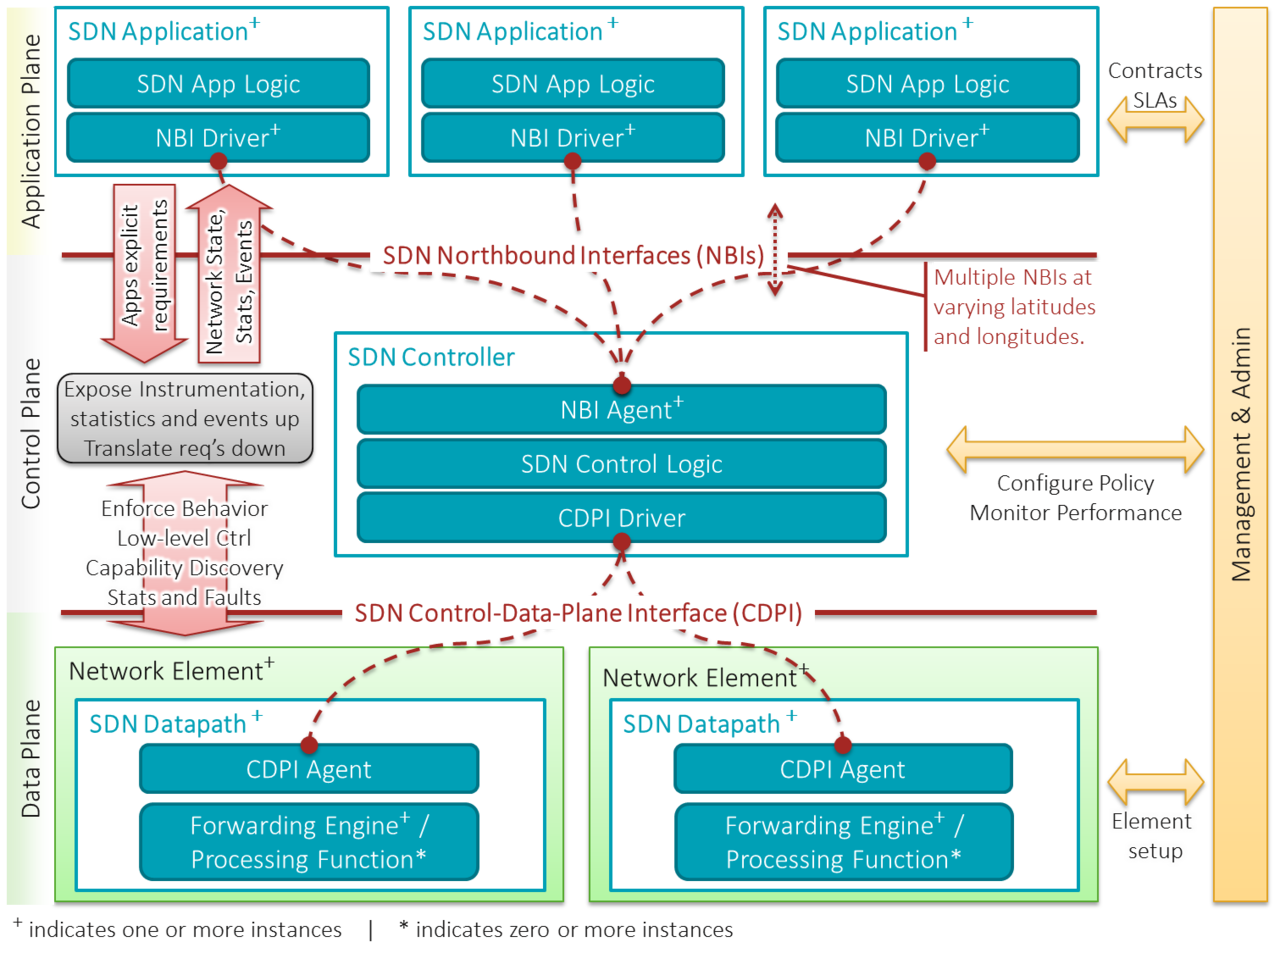 Application Plane
SDN Application+
SDN App Logic
NBI Driver+
SDN Application +
SDN App Logic
NBI Driver+
SDN Application +
SDN App Logic
NBI Driver+
Contracts
SLAs
Apps explicit
requirements
Network State,
Stats, Events
SDN Northbound Interfaces (NBIs)
Multiple NBIs at
varying latitudes
and longitudes.
Control Plane
Expose Instrumentation,
statistics and events up
Translate req's down
SDN Controller
NBI Agent+
SDN Control Logic
CDPI Driver
Configure Policy
Monitor Performance
Management & Admin
Enforce Behavior
Low-level Ctrl
Capability Discovery
Stats and Faults
SDN Control-Data-Plane Interface (CDPI)
Data Plane
Network Element+
SDN Datapath +
CDPI Agent
Forwarding Engine+ /
Processing Function*
Network Element+
SDN Datapath +
CDPI Agent
Forwarding Engine+ /
Processing Function*
Element
setup
+ indicates one or more instances | * indicates zero or more instances